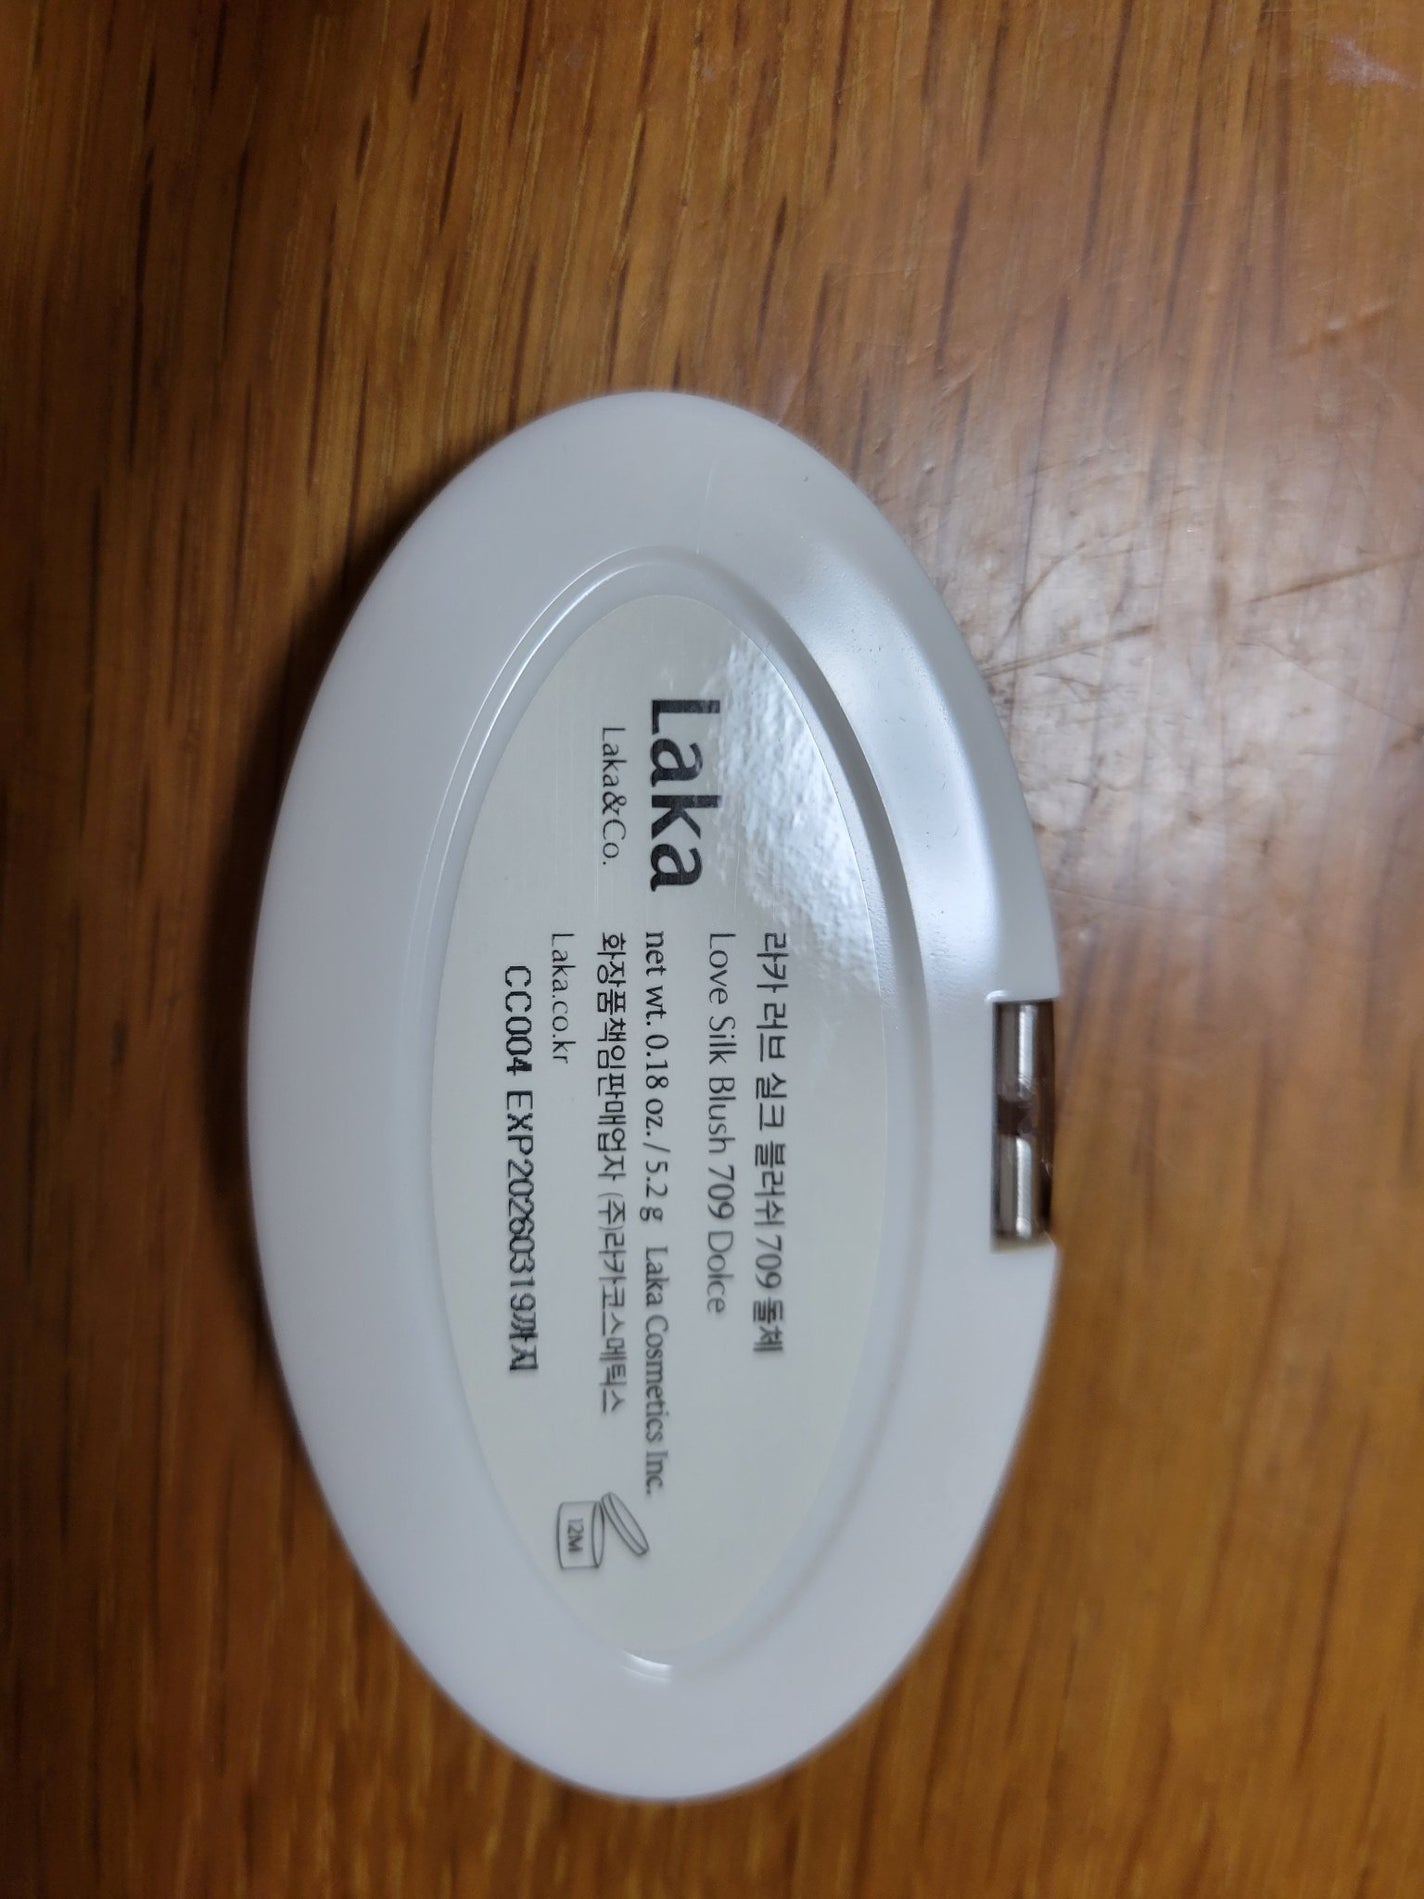 Laka
Laka&Co.
라카 러브 실크 블러쉬 709 돌체
Love Silk Blush 709 Dolce
net wt. 0.18 oz. / 5.2 g Laka Cosmetics Inc.
화장품책임판매업자 (주)라카코스메틱스
Laka.co.kr
CC004 EXP20260319까지
12M